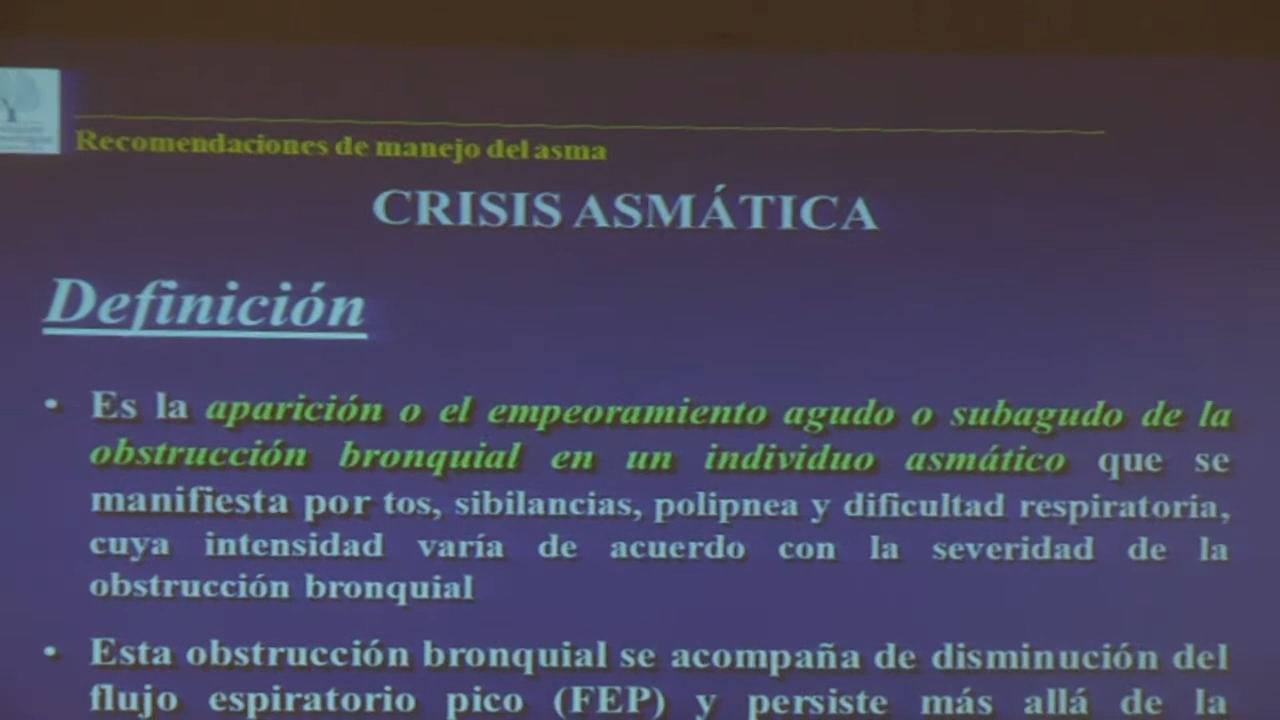 Recomendaciones de manejo del asma
CRISIS ASMÁTICA
Definición
• Es la aparición o el empeoramiento agudo o subagudo de la
obstrucción bronquial en un individuo asmático que se
manifiesta por tos, sibilancias, polipnea y dificultad respiratoria,
cuya intensidad varía de acuerdo con la severidad de la
obstrucción bronquial
• Esta obstrucción bronquial se acompaña de disminución del
flujo espiratorio pico (FEP) y persiste más allá de la